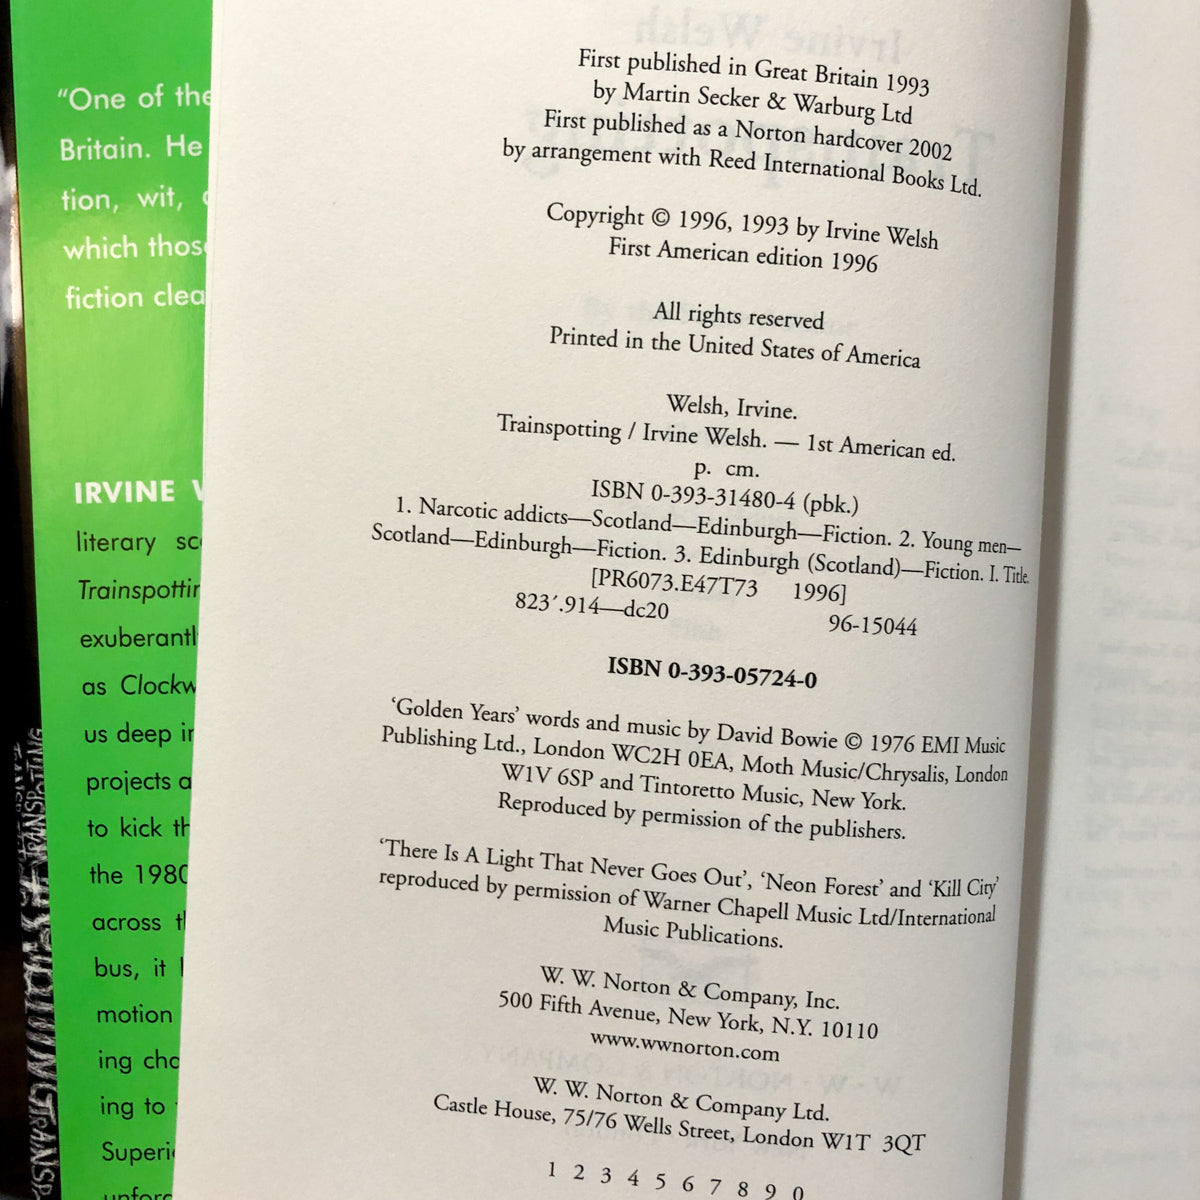 “One of the
Britain. He
tion, wit,
which those
fiction clea
IRVINE W
literary sc
Trainspottin
exuberantl
as Clockw
us deep in
projects a
to kick th
the 1980
across th
bus, it
motion
ing cha
ing to
Superi
unforg
First published in Great Britain 1993
by Martin Secker & Warburg Ltd
First published as a Norton hardcover 2002
by arrangement with Reed International Books Ltd.
Copyright © 1996, 1993 by Irvine Welsh
First American edition 1996
All rights reserved
Printed in the United States of America
Welsh, Irvine.
Trainspotting / Irvine Welsh. — 1st American ed.
p. cm.
ISBN 0-393-31480-4 (pbk.)
1. Narcotic addicts—Scotland—Edinburgh—Fiction. 2. Young men—
Scotland—Edinburgh—Fiction. 3. Edinburgh (Scotland)—Fiction. I. Title.
[PR6073.E47T73 1996]
823′.914—dc20 96-15044
ISBN 0-393-05724-0
‘Golden Years’ words and music by David Bowie © 1976 EMI Music
Publishing Ltd., London WC2H 0EA, Moth Music/Chrysalis, London
W1V 6SP and Tintoretto Music, New York.
Reproduced by permission of the publishers.
‘There Is A Light That Never Goes Out’, ‘Neon Forest’ and ‘Kill City’
reproduced by permission of Warner Chapell Music Ltd/International
Music Publications.
W. W. Norton & Company, Inc.
500 Fifth Avenue, New York, N.Y. 10110
www.wwnorton.com
W. W. Norton & Company Ltd.
Castle House, 75/76 Wells Street, London W1T 3QT
1 2 3 4 5 6 7 8 9 0